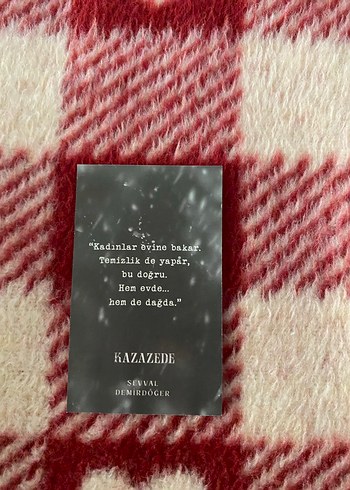 “Kadınlar evine bakar.
Temizlik de yapar,
bu doğru.
Hem evde...
hem de dağda.”
KAZAZEDE
ŞEVVAL
DEMİRDÖĞER